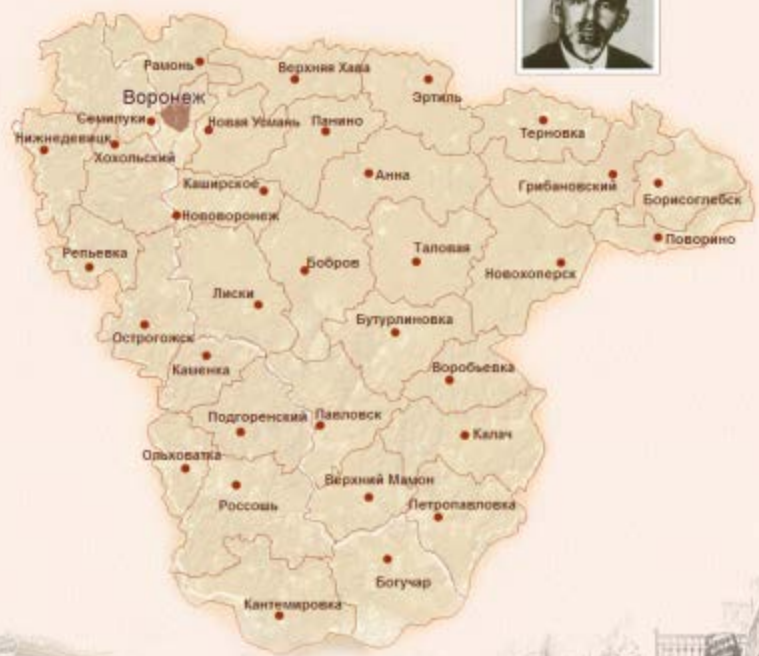 Рамонь
Верхняя Хава
Эртиль
Воронеж
Семилуки
Новая Усмань
Панино
Терновка
Нижнедевицк
Хохольский
Анна
Каширское
Грибановский
Борисоглебск
Нововоронеж
Поворино
Репьевка
Бобров
Таловая
Новохоперск
Лиски
Бутурлиновка
Острогожск
Каменка
Воробьевка
Подгоренский
Павловск
Калач
Ольховатка
Верхний Мамон
Россошь
Петропавловка
Богучар
Кантемировка